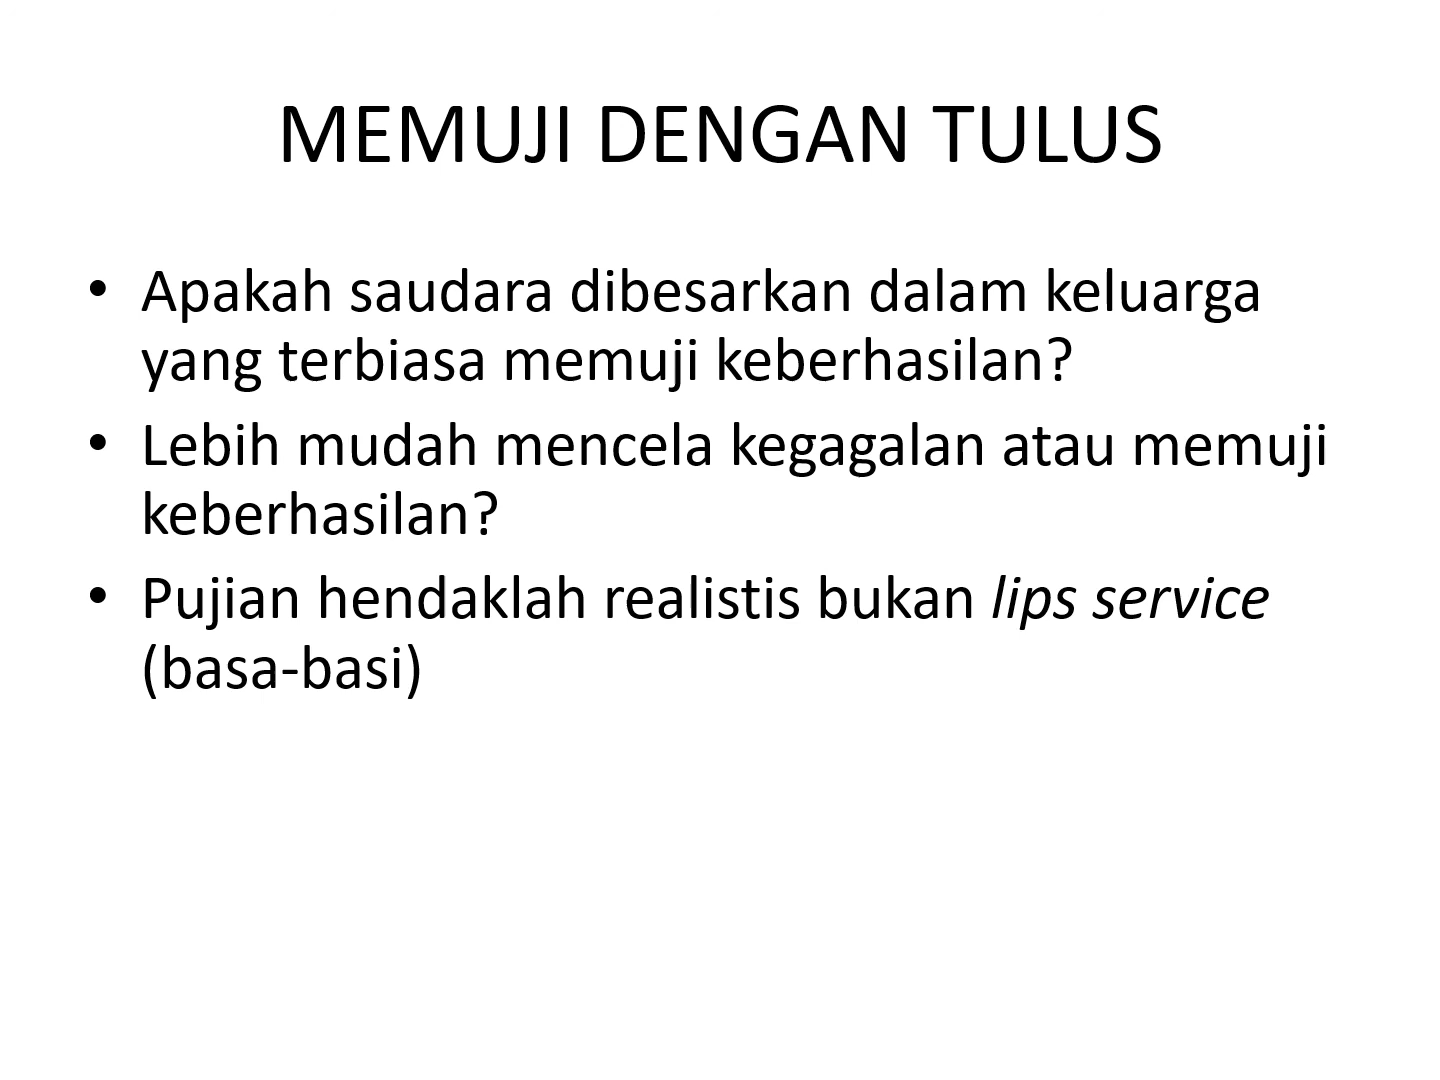 MEMUJI DENGAN TULUS
• Apakah saudara dibesarkan dalam keluarga
yang terbiasa memuji keberhasilan?
• Lebih mudah mencela kegagalan atau memuji
keberhasilan?
• Pujian hendaklah realistis bukan lips service
(basa-basi)